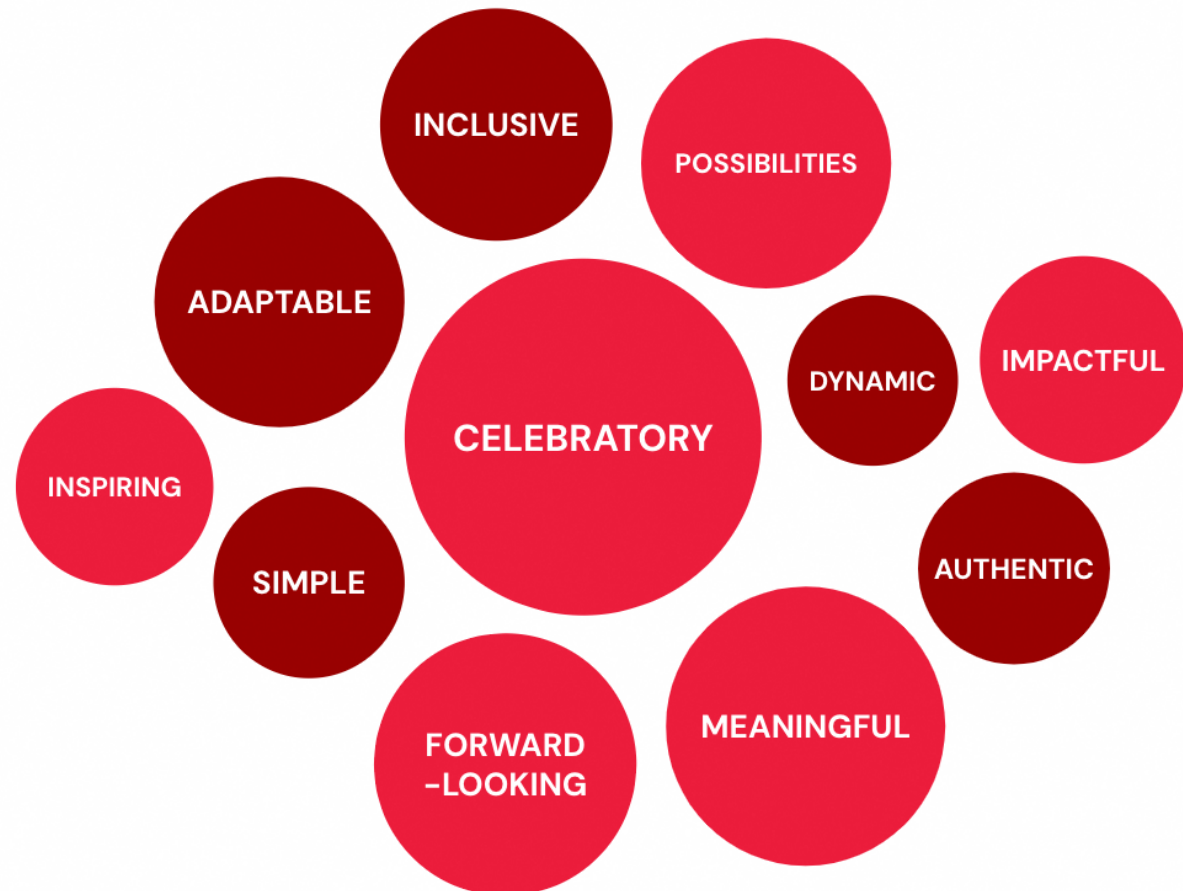 INCLUSIVE
POSSIBILITIES
ADAPTABLE
IMPACTFUL
DYNAMIC
CELEBRATORY
INSPIRING
AUTHENTIC
SIMPLE
MEANINGFUL
FORWARD
-LOOKING